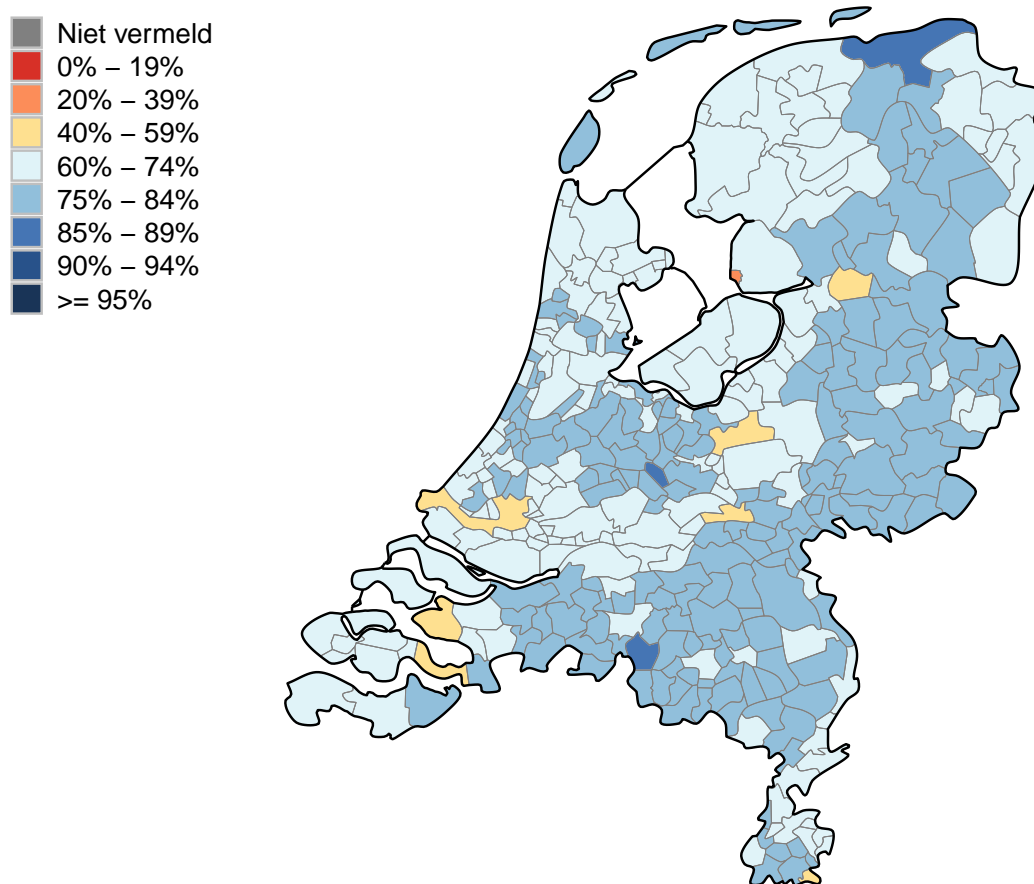 Niet vermeld
0% – 19%
20% – 39%
40% – 59%
60% – 74%
75% – 84%
85% – 89%
90% – 94%
>= 95%